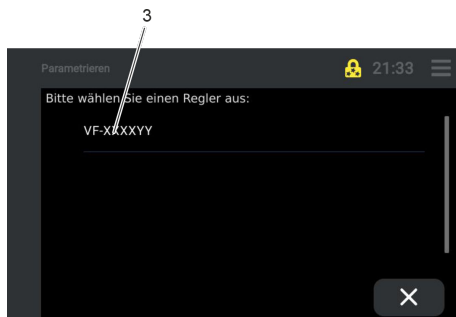 3
Parametrieren 21:33
Bitte wählen Sie einen Regler aus:
VF-XXXXYY